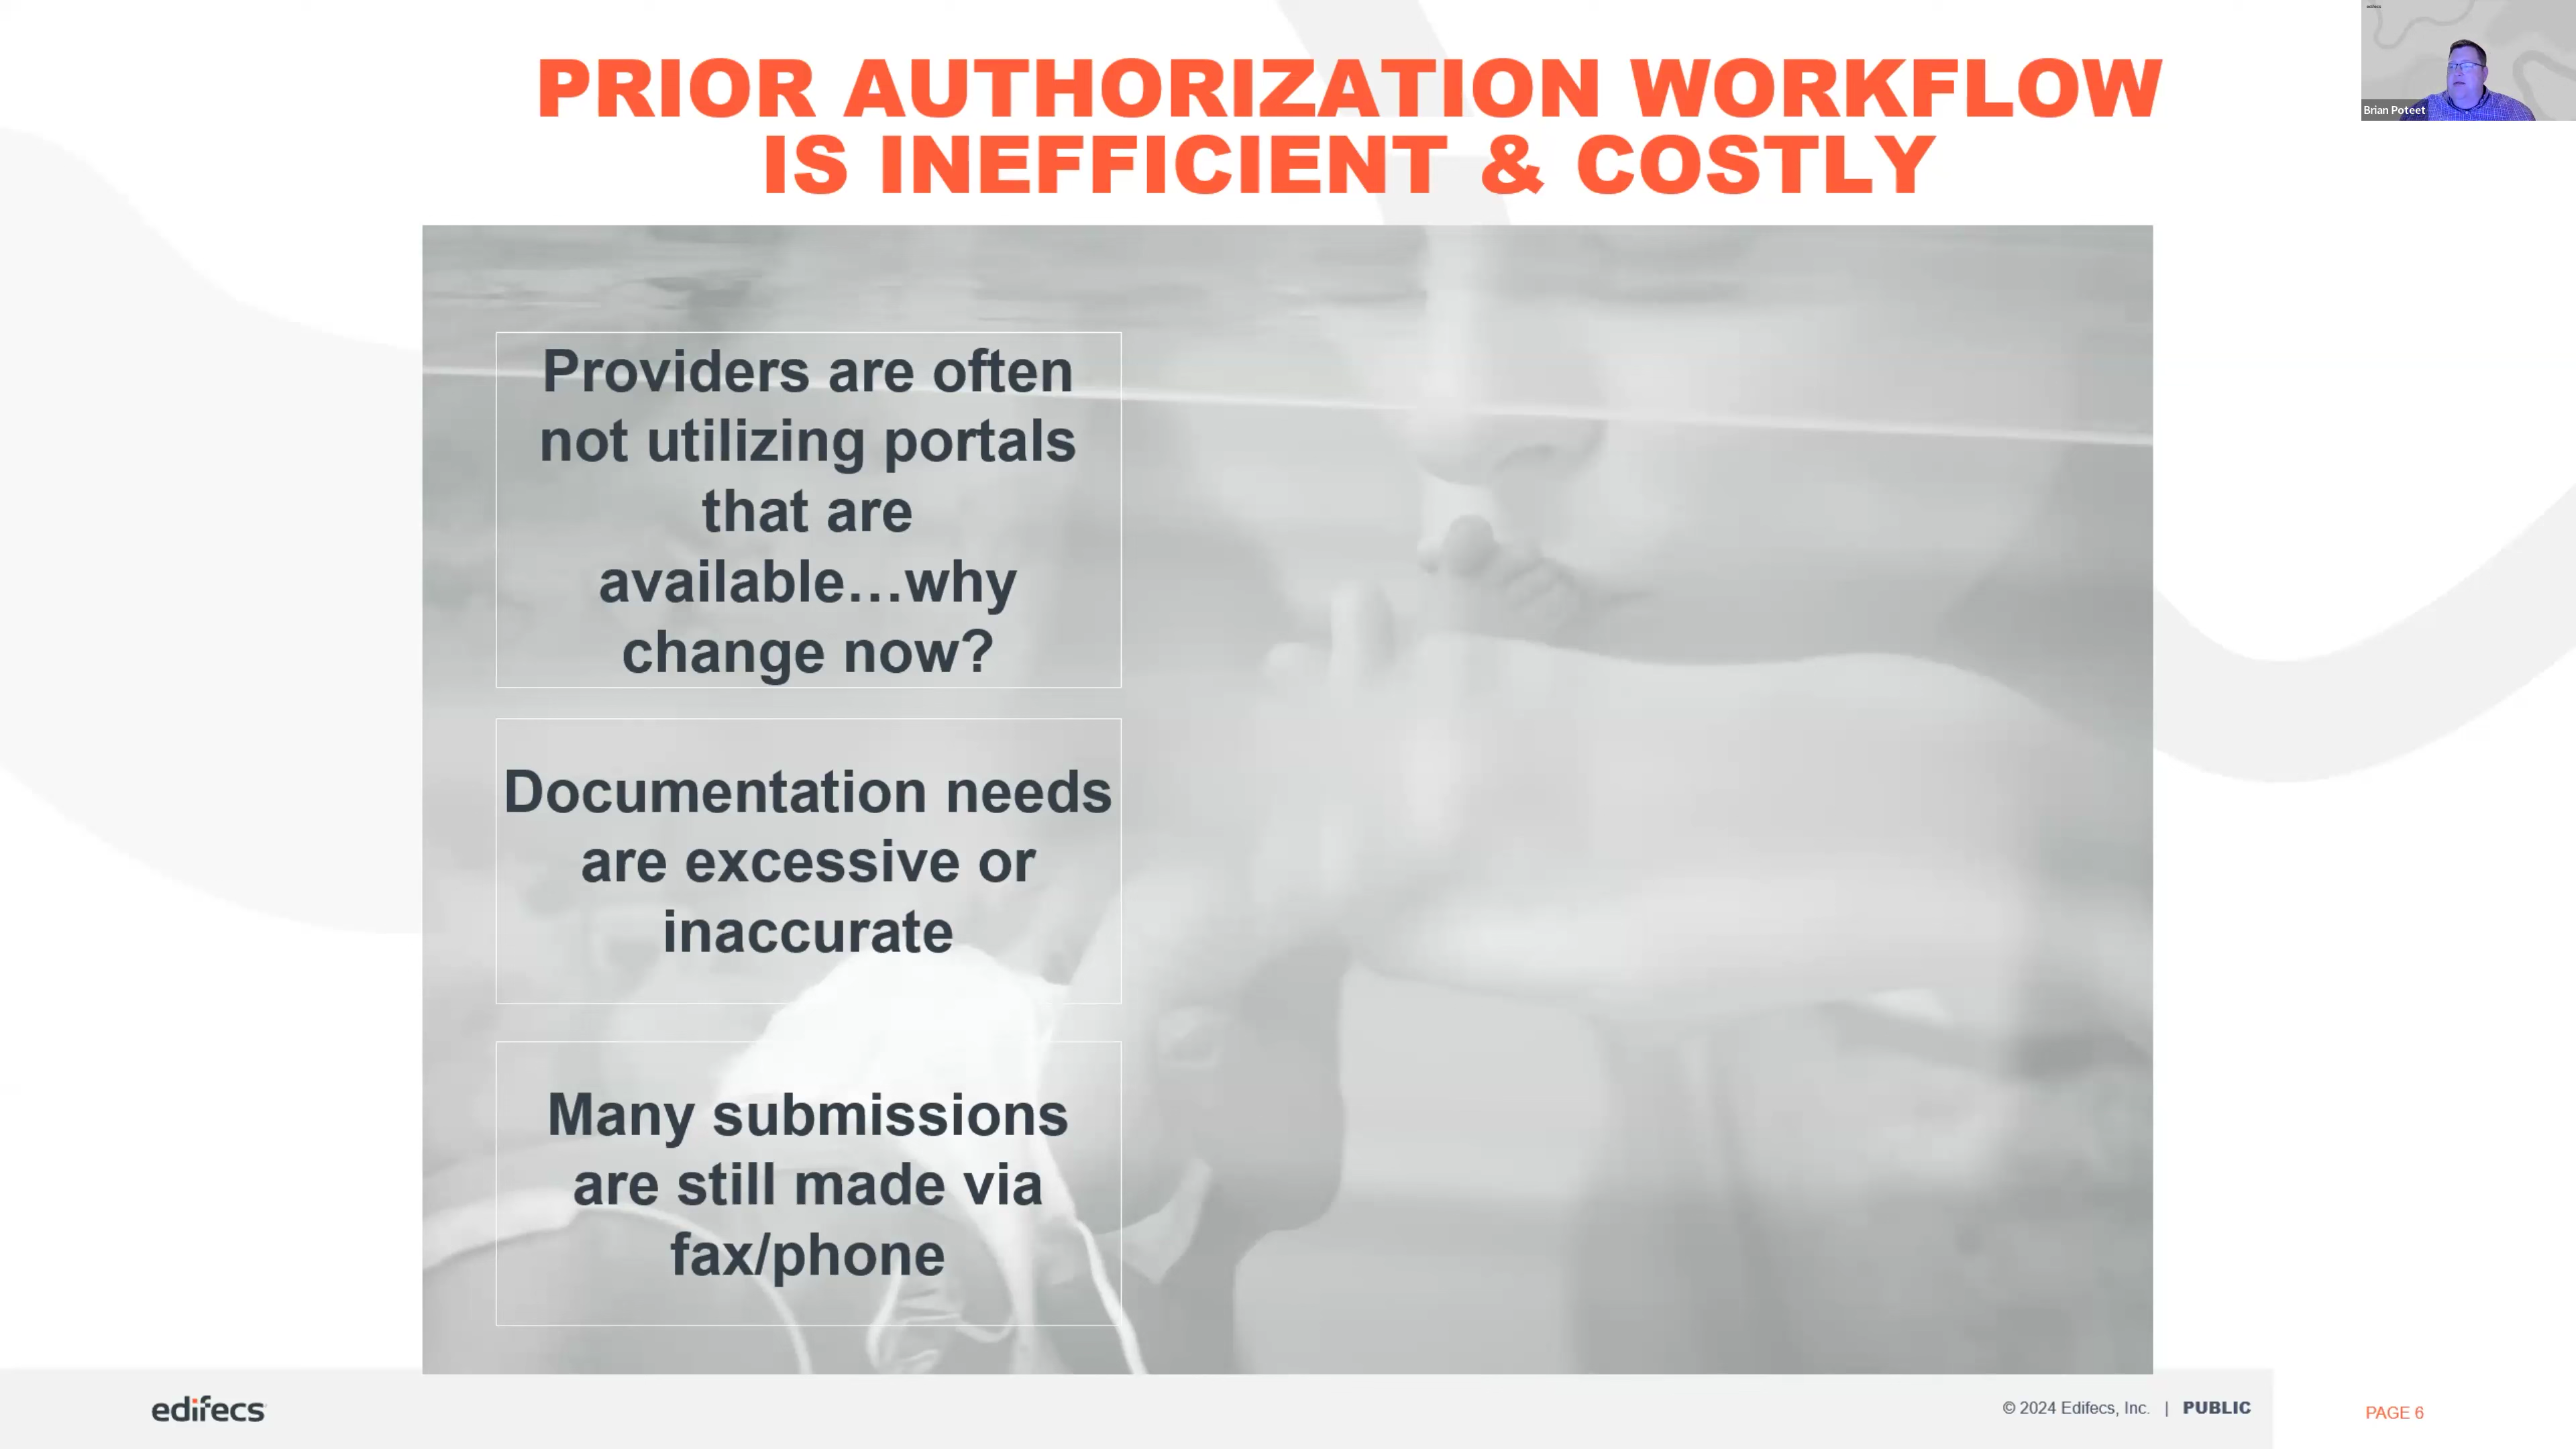 PRIOR AUTHORIZATION WORKFLOW
IS INEFFICIENT & COSTLY
edifecs
Brian Poteet
Providers are often
not utilizing portals
that are
available…why
change now?
Documentation needs
are excessive or
inaccurate
Many submissions
are still made via
fax/phone
edifecs
© 2024 Edifecs, Inc. | PUBLIC
PAGE 6